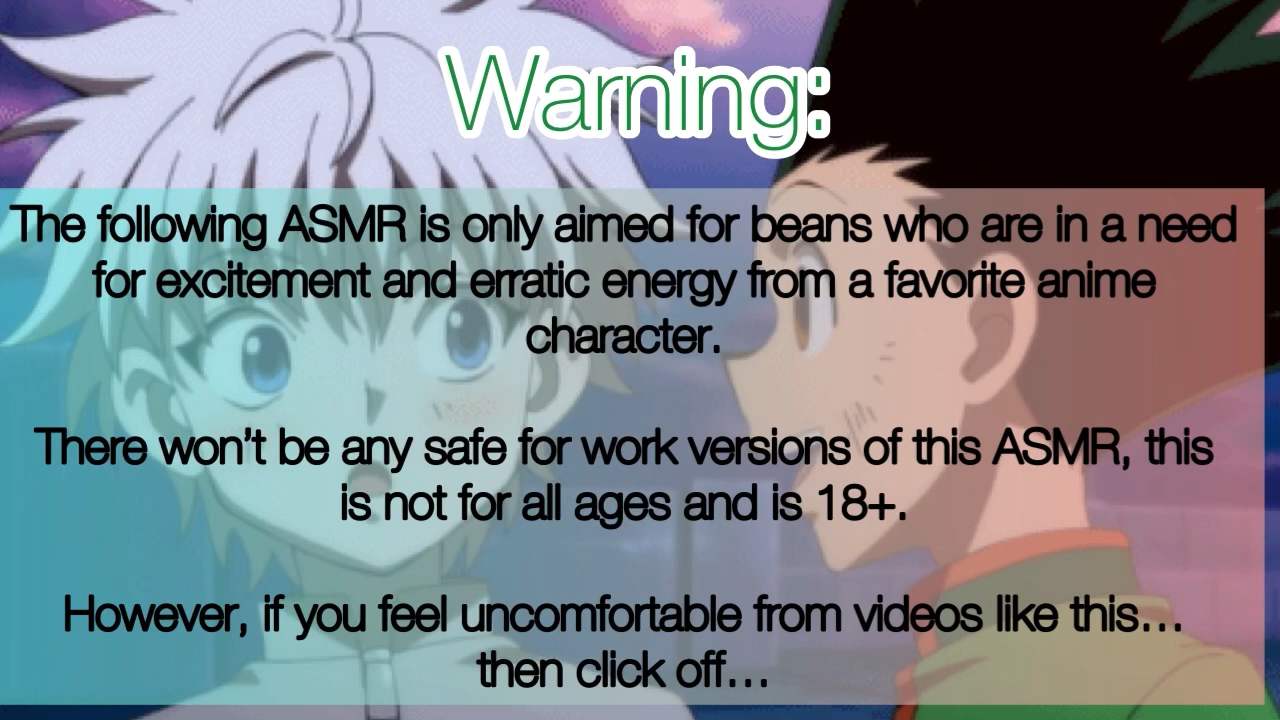 Warning:
The following ASMR is only aimed for beans who are in a need
for excitement and erratic energy from a favorite anime
character.
There won't be any safe for work versions of this ASMR, this
is not for all ages and is 18+.
However, if you feel uncomfortable from videos like this...
then click off...